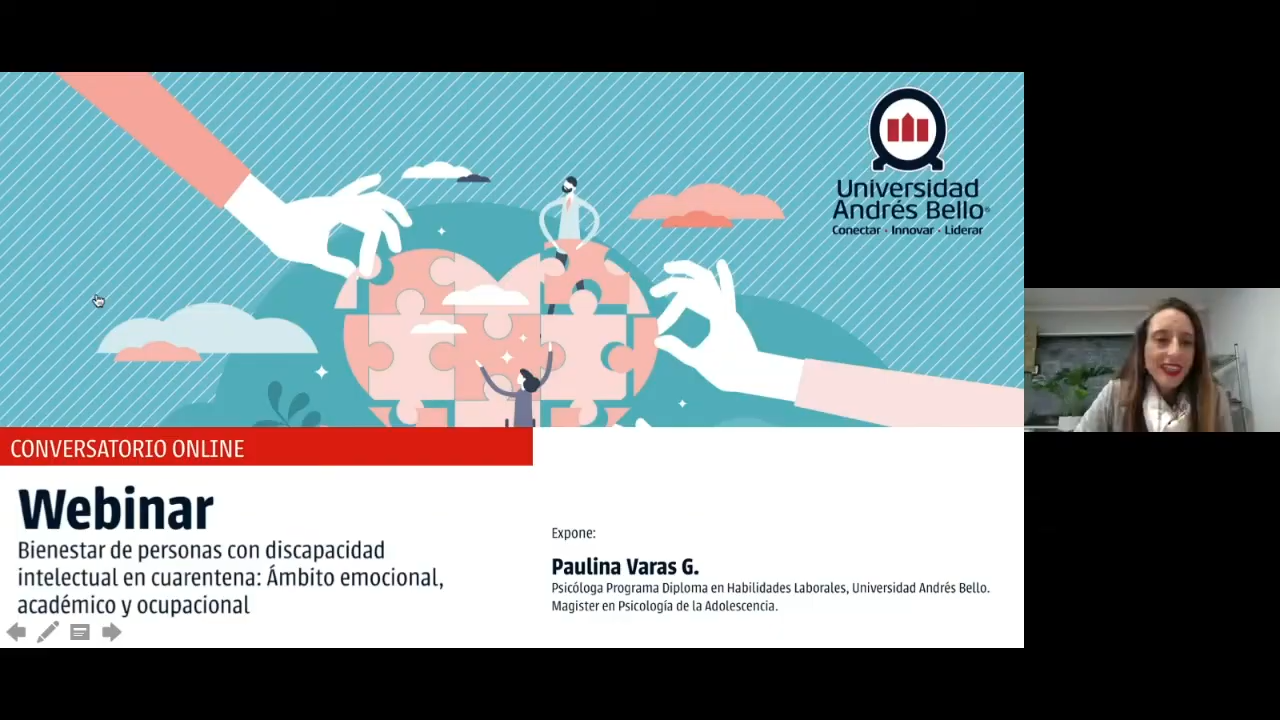 Universidad
Andrés Bello®
Conectar · Innovar · Liderar
CONVERSATORIO ONLINE
Webinar
Bienestar de personas con discapacidad
intelectual en cuarentena: Ámbito emocional,
académico y ocupacional
Expone:
Paulina Varas G.
Psicóloga Programa Diploma en Habilidades Laborales, Universidad Andrés Bello.
Magister en Psicología de la Adolescencia.